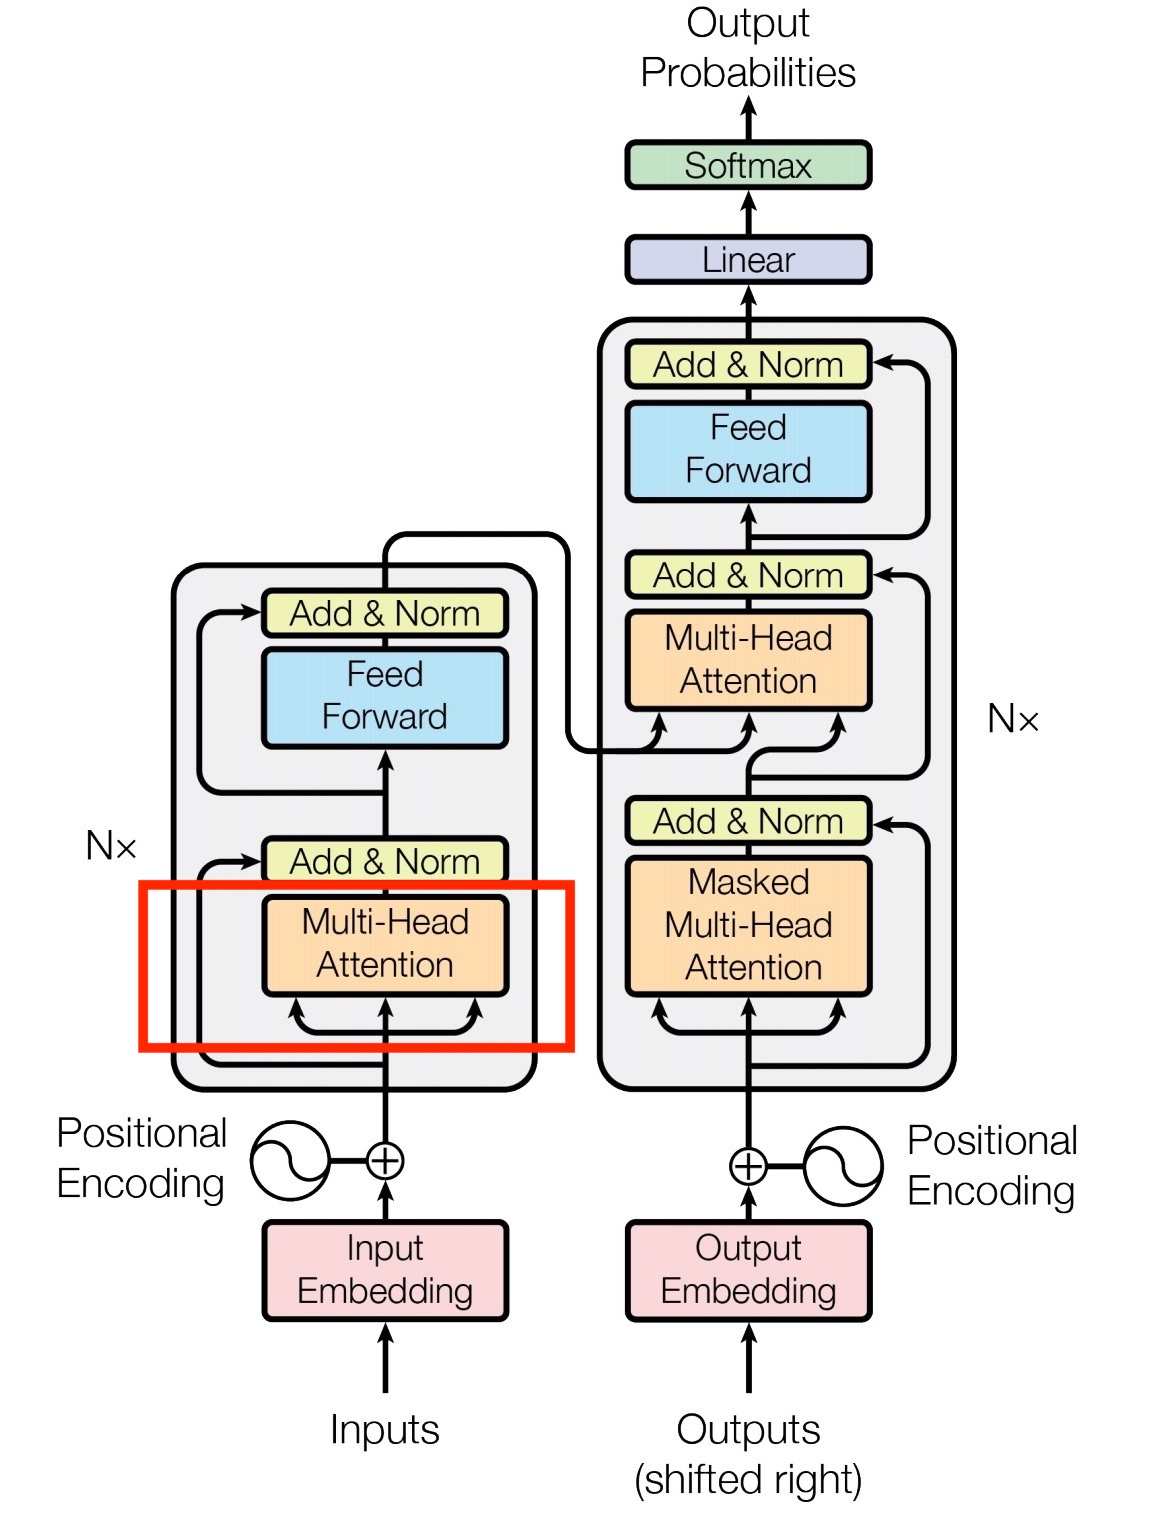 Output
Probabilities
Softmax
Linear
Add & Norm
Feed
Forward
Add & Norm
Multi-Head
Attention
Nx
Add & Norm
Masked
Multi-Head
Attention
Add & Norm
Feed
Forward
Nx
Add & Norm
Multi-Head
Attention
Positional
Encoding
Positional
Encoding
Input
Embedding
Output
Embedding
Inputs
Outputs
(shifted right)